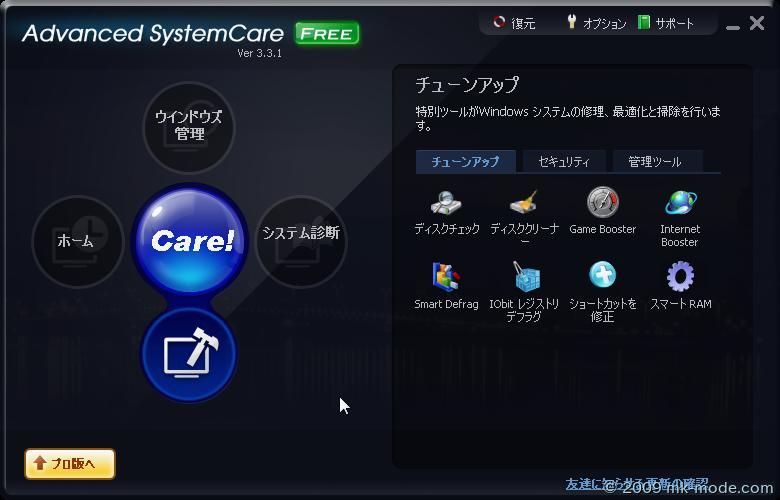 Advanced SystemCare FREE
Ver 3.3.1
復元 オプション サポート
ウインドウズ
管理
ホーム
Care!
システム診断
プロ版へ
チューンアップ
特別ツールがWindows システムの修理、最適化と掃除を行いま
す。
チューンアップ セキュリティ 管理ツール
ディスクチェック
ディスククリーナ
ー
Game Booster
Internet
Booster
Smart Defrag
IObit レジストリ
デフラグ
ショートカットを
修正
スマート RAM
友達に知らせる 更新の確認
© 2009 mk-mode.com